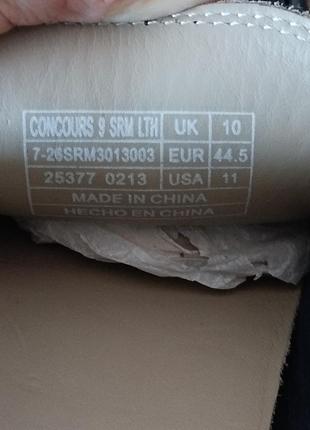 CONCOURS 9 SRM LTH UK 10
7-26SRM3013003 EUR 44.5
25377 0213 USA 11
MADE IN CHINA
HECHO EN CHINA